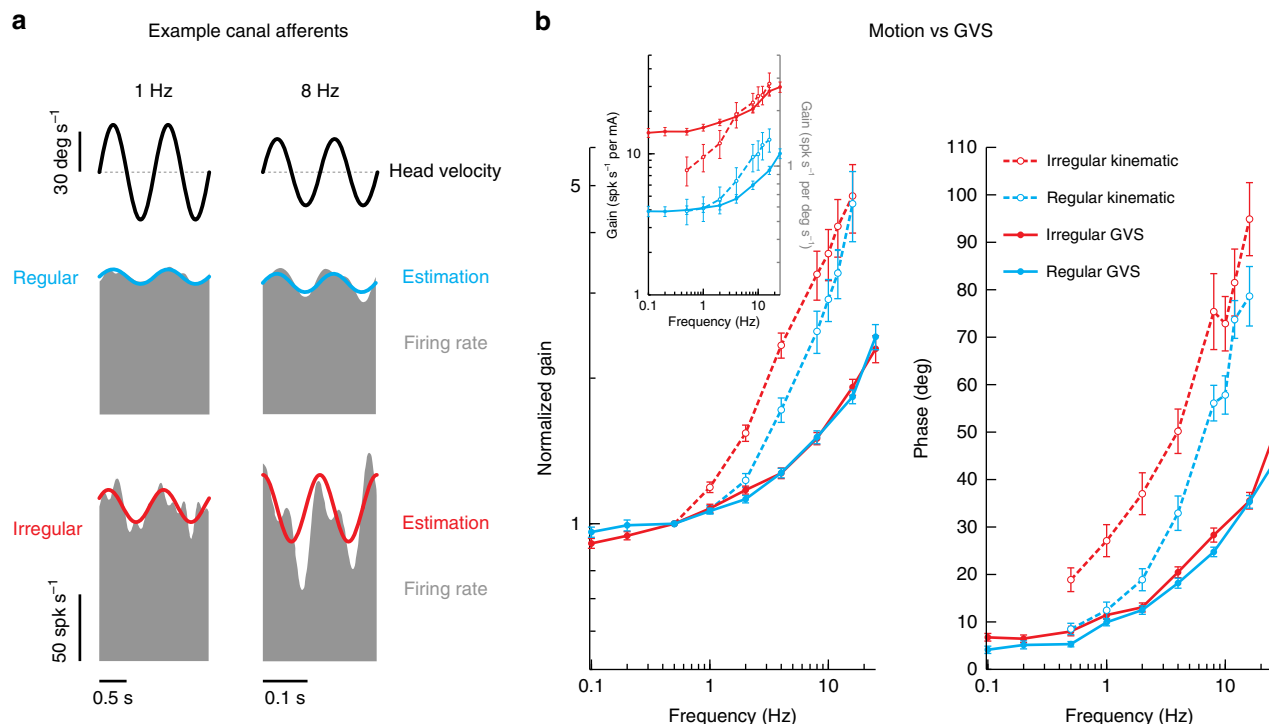 a
Example canal afferents
1 Hz
8 Hz
30 deg s⁻¹
Head velocity
Regular
Estimation
Firing rate
Irregular
Estimation
Firing rate
50 spk s⁻¹
0.5 s
0.1 s
b
Motion vs GVS
Normalized gain
5
1
0.1
1
10
Frequency (Hz)
Gain (spk s⁻¹ per mA)
10
1
0.1
1
10
Frequency (Hz)
1
Gain (spk s⁻¹ per deg s⁻¹)
Phase (deg)
110
100
90
80
70
60
50
40
30
20
10
0
0.1
1
10
Frequency (Hz)
Irregular kinematic
Regular kinematic
Irregular GVS
Regular GVS